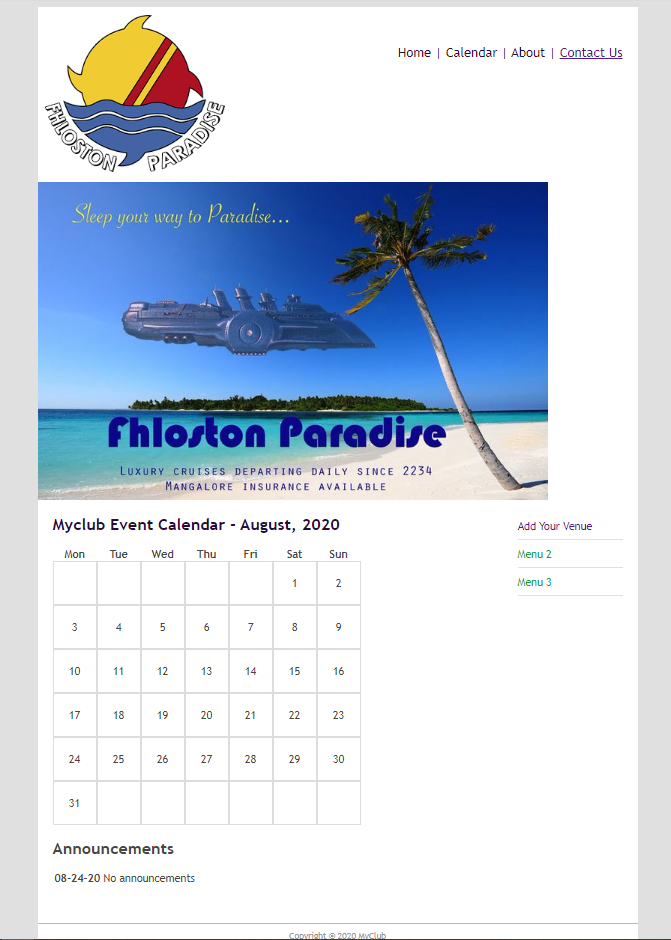 FHLOSTON PARADISE
Home | Calendar | About | Contact Us
Sleep your way to Paradise...
Fhloston Paradise
Luxury cruises departing daily since 2234
Mangalore insurance available
Myclub Event Calendar - August, 2020
Add Your Venue
Menu 2
Menu 3
Mon Tue Wed Thu Fri Sat Sun
1 2
3 4 5 6 7 8 9
10 11 12 13 14 15 16
17 18 19 20 21 22 23
24 25 26 27 28 29 30
31
Announcements
08-24-20 No announcements
Copyright © 2020 MyClub